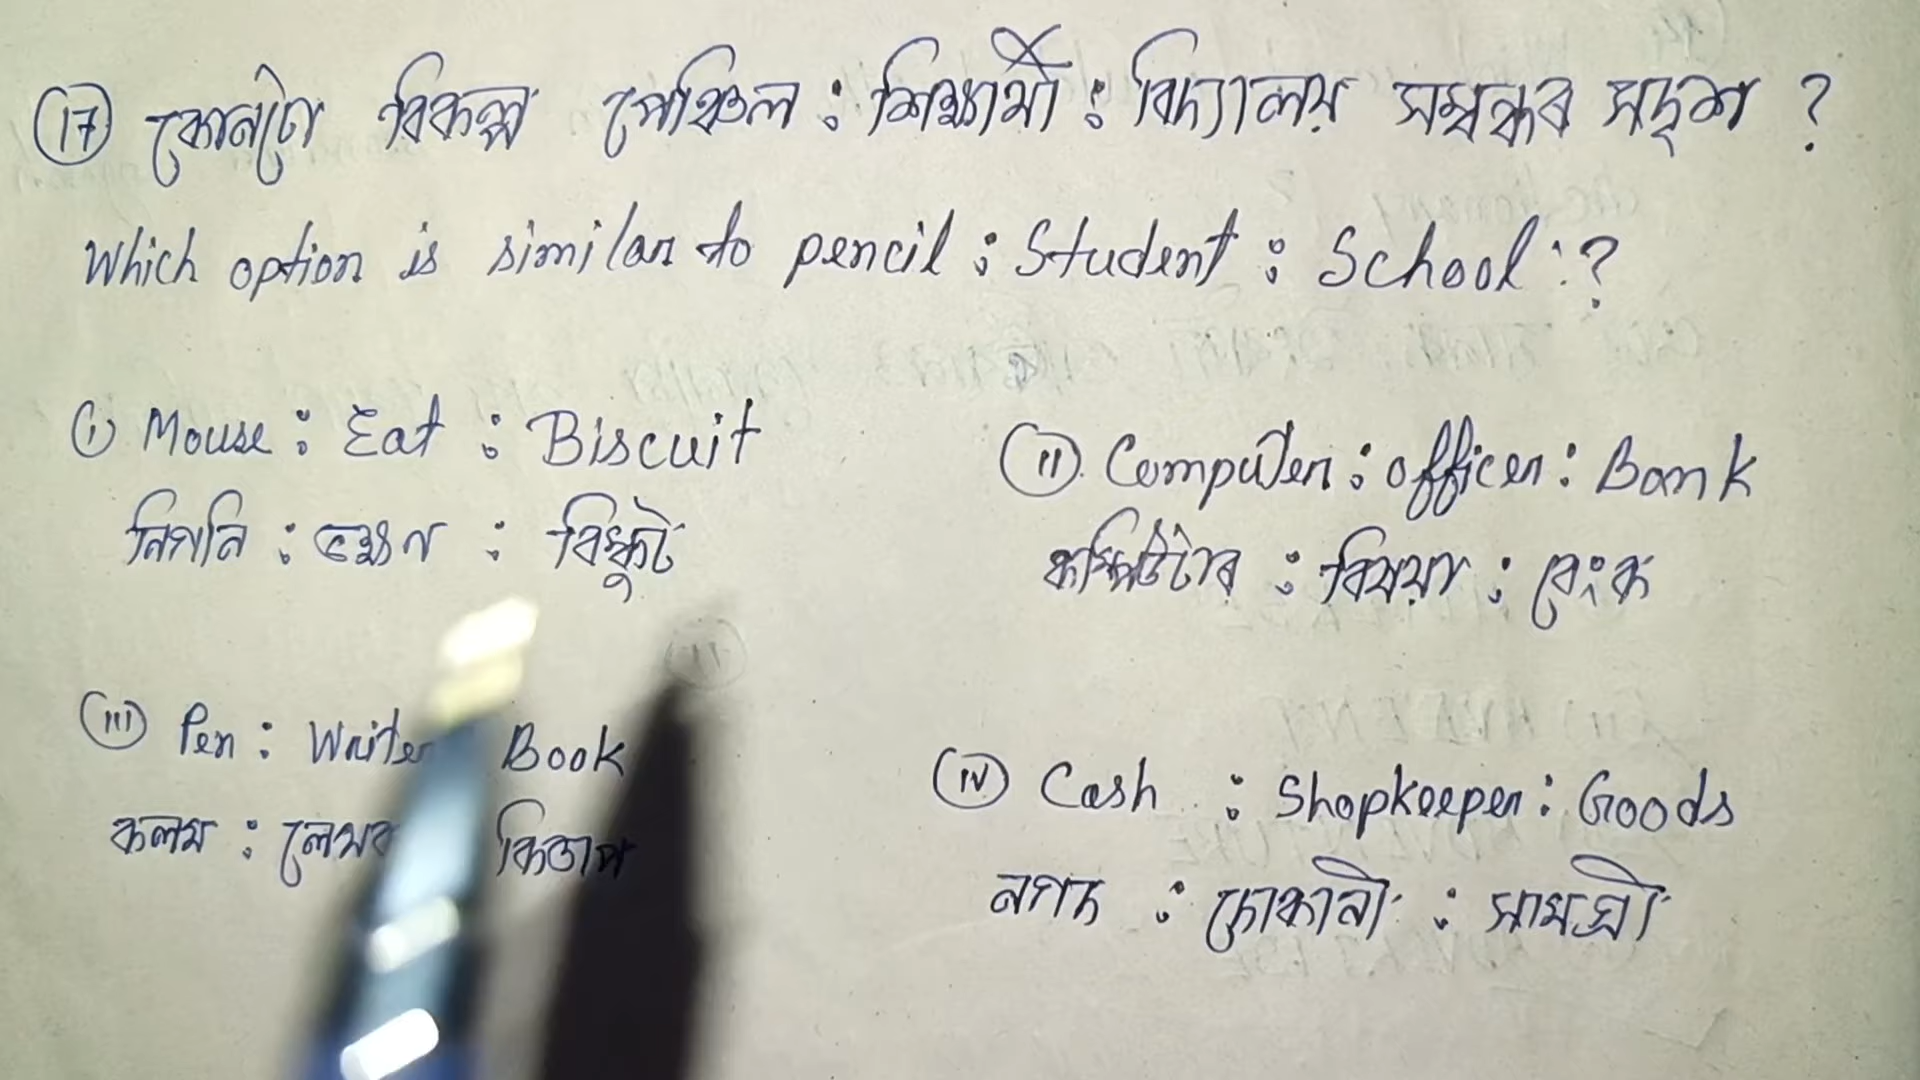 17 কোনটো বিকল্প পেঞ্চিল : শিক্ষাৰ্থী : বিদ্যালয় সম্বন্ধৰ সদৃশ ?
Which option is similar to pencil : Student : School : ?
(i) Mouse : Eat : Biscuit
নিগনি : ভক্ষণ : বিস্কুট
(ii) Computer : officer : Bank
কম্পিউটাৰ : বিষয়া : বেংক
(iii) Pen : Writer Book
কলম : লেখক কিতাপ
(iv) Cash : Shopkeeper : Goods
নগদ : দোকানী : সামগ্ৰী